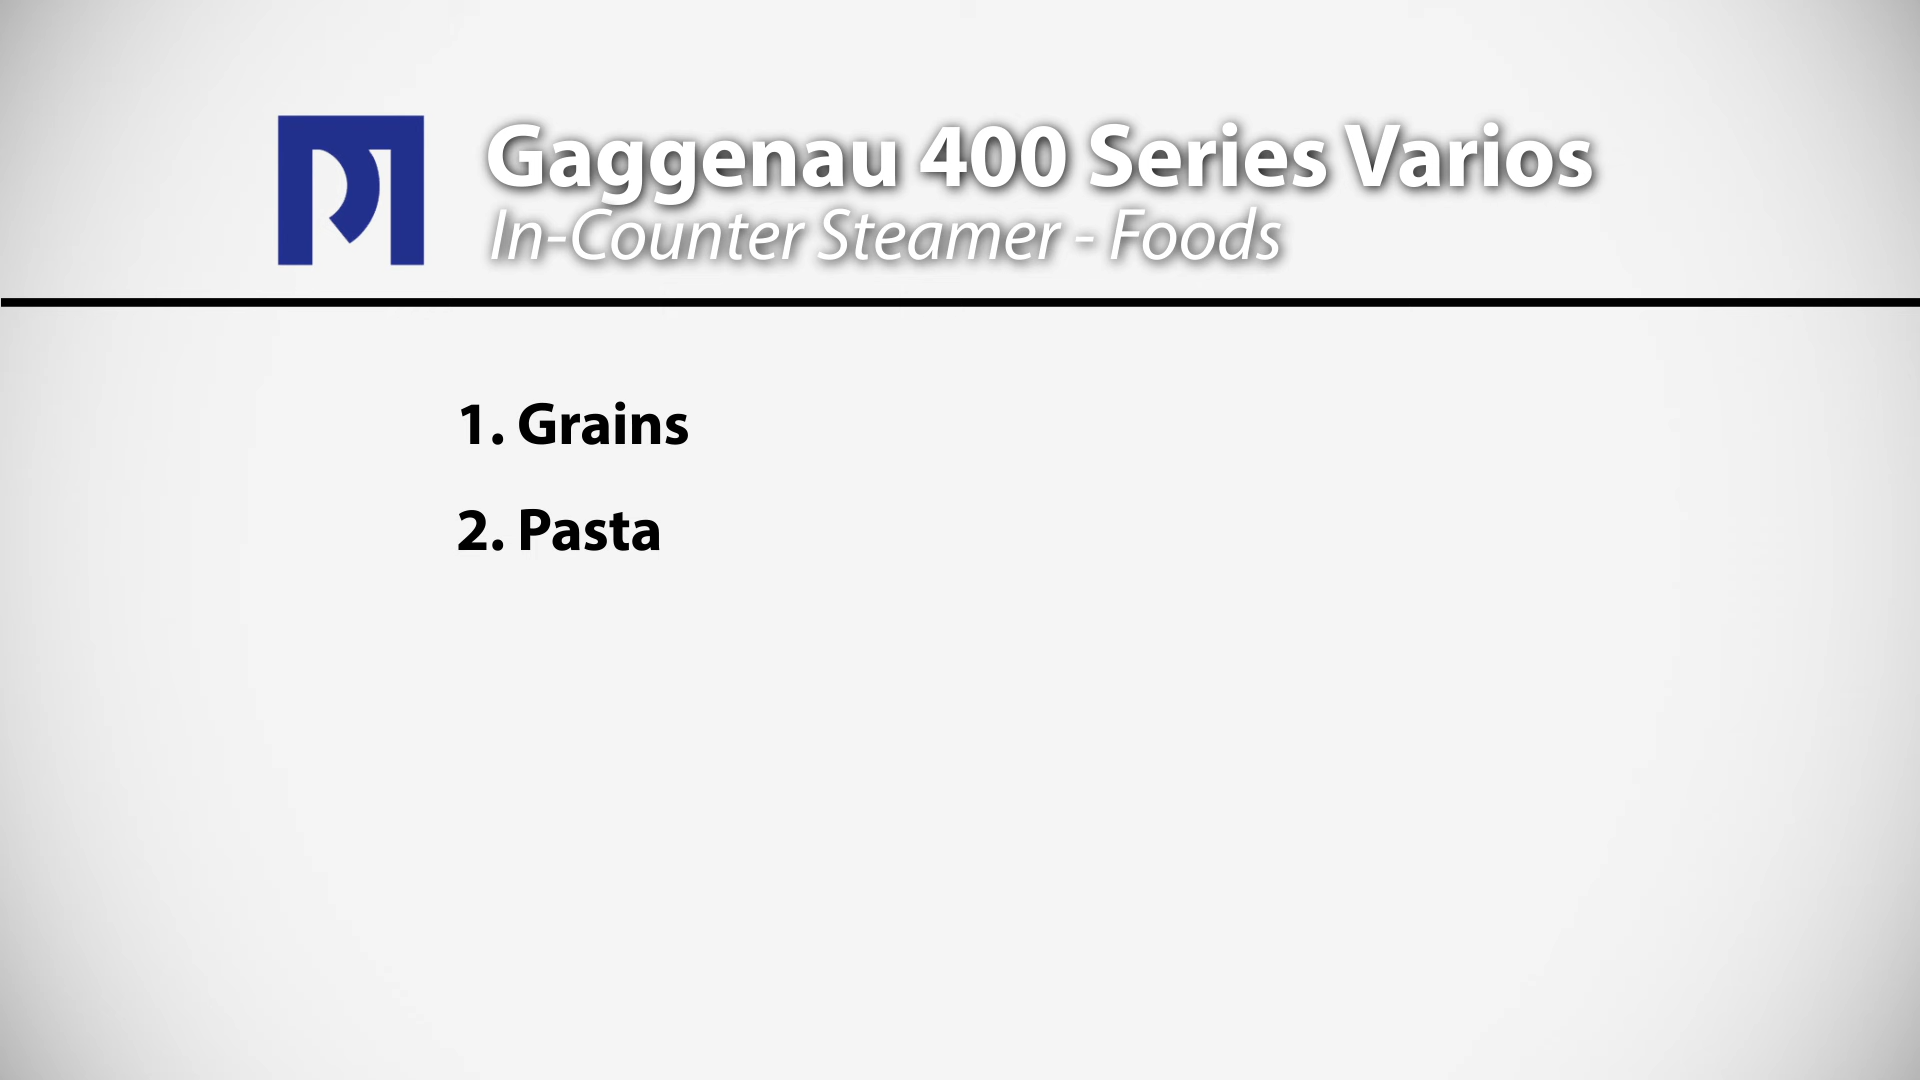 Gaggenau 400 Series Varios
In-Counter Steamer - Foods
1. Grains
2. Pasta